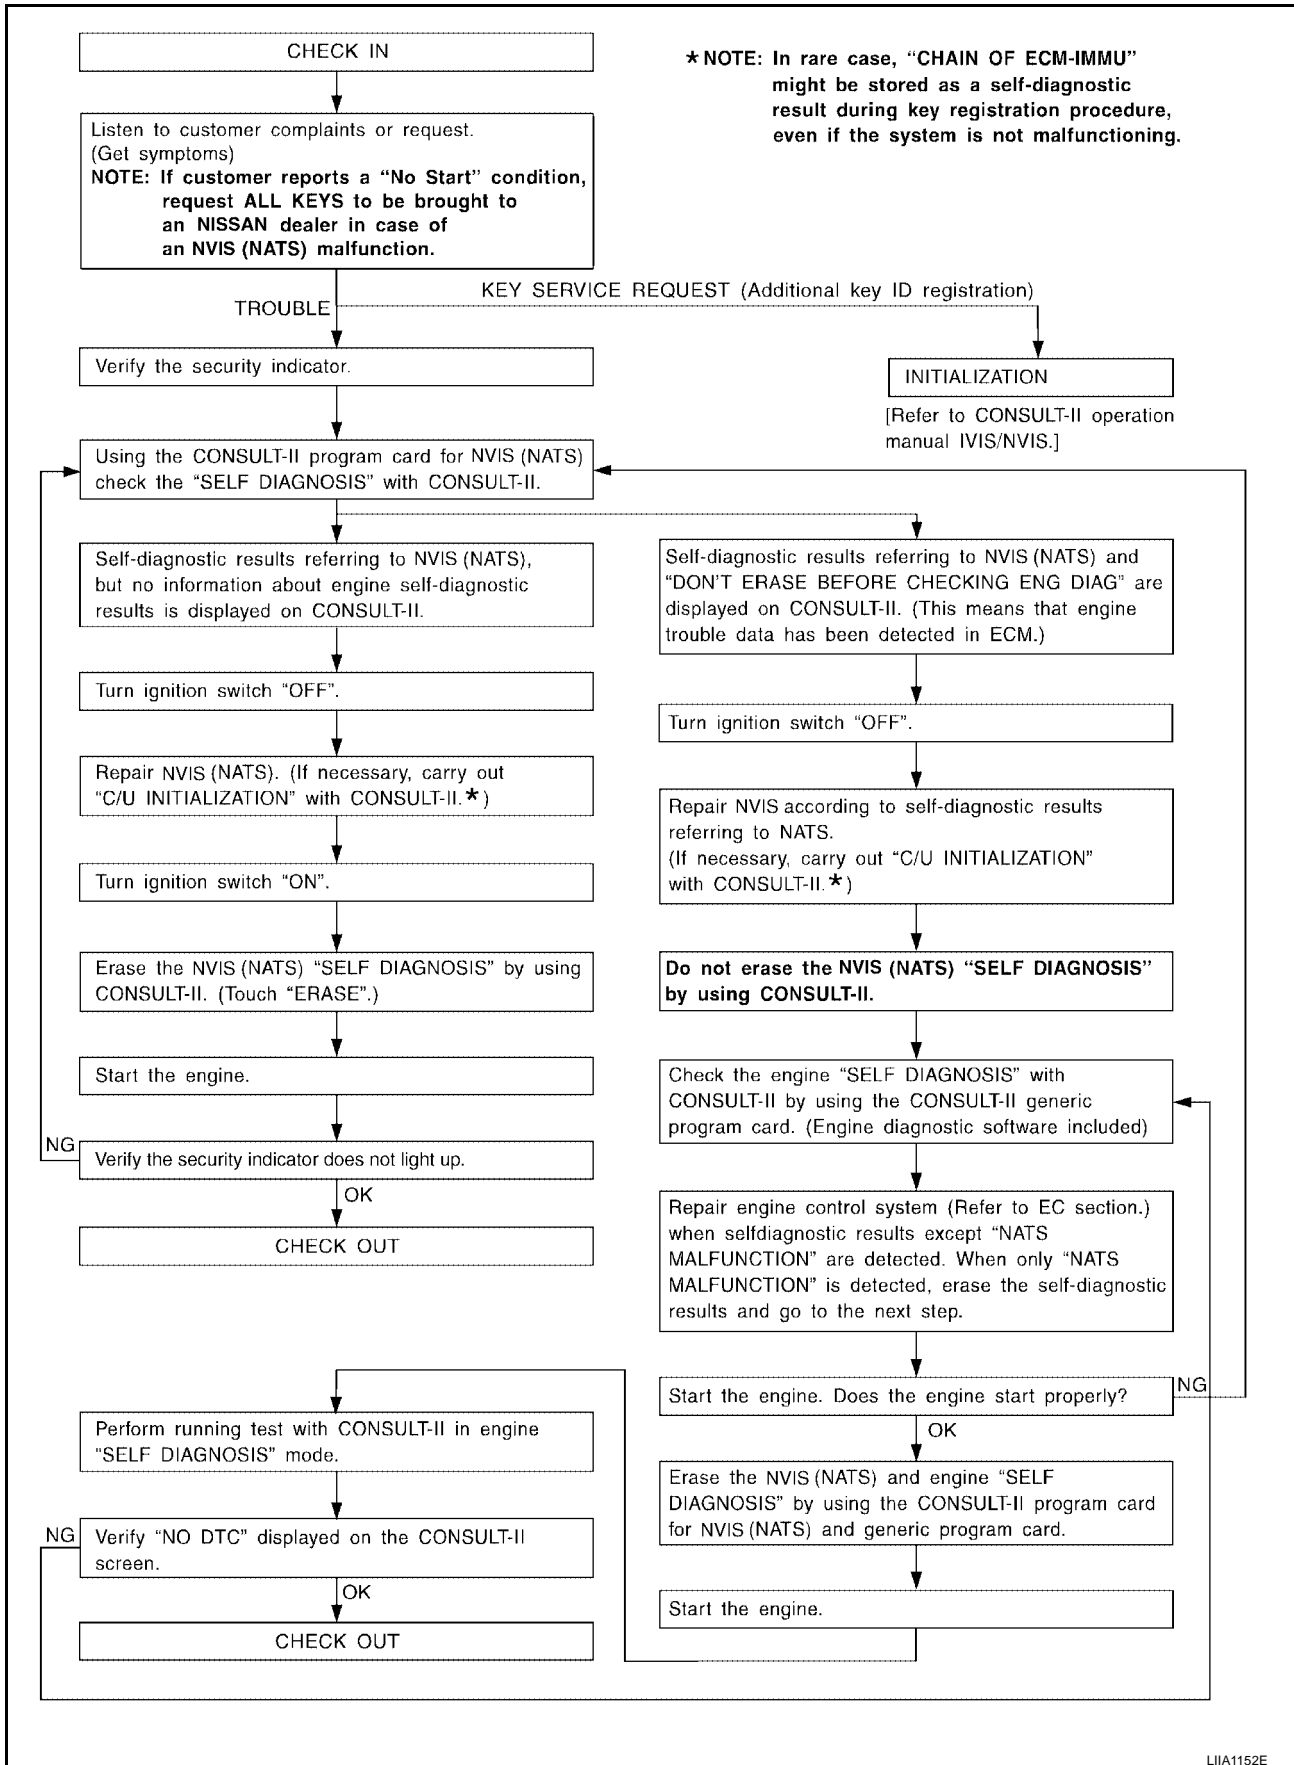 CHECK IN
★ NOTE: In rare case, “CHAIN OF ECM-IMMU”
might be stored as a self-diagnostic
result during key registration procedure,
even if the system is not malfunctioning.
Listen to customer complaints or request.
(Get symptoms)
NOTE: If customer reports a “No Start” condition,
request ALL KEYS to be brought to
an NISSAN dealer in case of
an NVIS (NATS) malfunction.
KEY SERVICE REQUEST (Additional key ID registration)
TROUBLE
Verify the security indicator.
INITIALIZATION
[Refer to CONSULT-II operation
manual IVIS/NVIS.]
Using the CONSULT-II program card for NVIS (NATS)
check the “SELF DIAGNOSIS” with CONSULT-II.
Self-diagnostic results referring to NVIS (NATS),
but no information about engine self-diagnostic
results is displayed on CONSULT-II.
Turn ignition switch “OFF”.
Repair NVIS (NATS). (If necessary, carry out
“C/U INITIALIZATION” with CONSULT-II.★)
Turn ignition switch “ON”.
Erase the NVIS (NATS) “SELF DIAGNOSIS” by using
CONSULT-II. (Touch “ERASE”.)
Start the engine.
NG
Verify the security indicator does not light up.
OK
CHECK OUT
Self-diagnostic results referring to NVIS (NATS) and
“DON’T ERASE BEFORE CHECKING ENG DIAG” are
displayed on CONSULT-II. (This means that engine
trouble data has been detected in ECM.)
Turn ignition switch “OFF”.
Repair NVIS according to self-diagnostic results
referring to NATS.
(If necessary, carry out “C/U INITIALIZATION”
with CONSULT-II.★)
Do not erase the NVIS (NATS) “SELF DIAGNOSIS”
by using CONSULT-II.
Check the engine “SELF DIAGNOSIS” with
CONSULT-II by using the CONSULT-II generic
program card. (Engine diagnostic software included)
Repair engine control system (Refer to EC section.)
when selfdiagnostic results except “NATS
MALFUNCTION” are detected. When only “NATS
MALFUNCTION” is detected, erase the self-diagnostic
results and go to the next step.
Start the engine. Does the engine start properly?
NG
OK
Erase the NVIS (NATS) and engine “SELF
DIAGNOSIS” by using the CONSULT-II program card
for NVIS (NATS) and generic program card.
Start the engine.
Perform running test with CONSULT-II in engine
“SELF DIAGNOSIS” mode.
NG
Verify “NO DTC” displayed on the CONSULT-II
screen.
OK
CHECK OUT
LIIA1152E